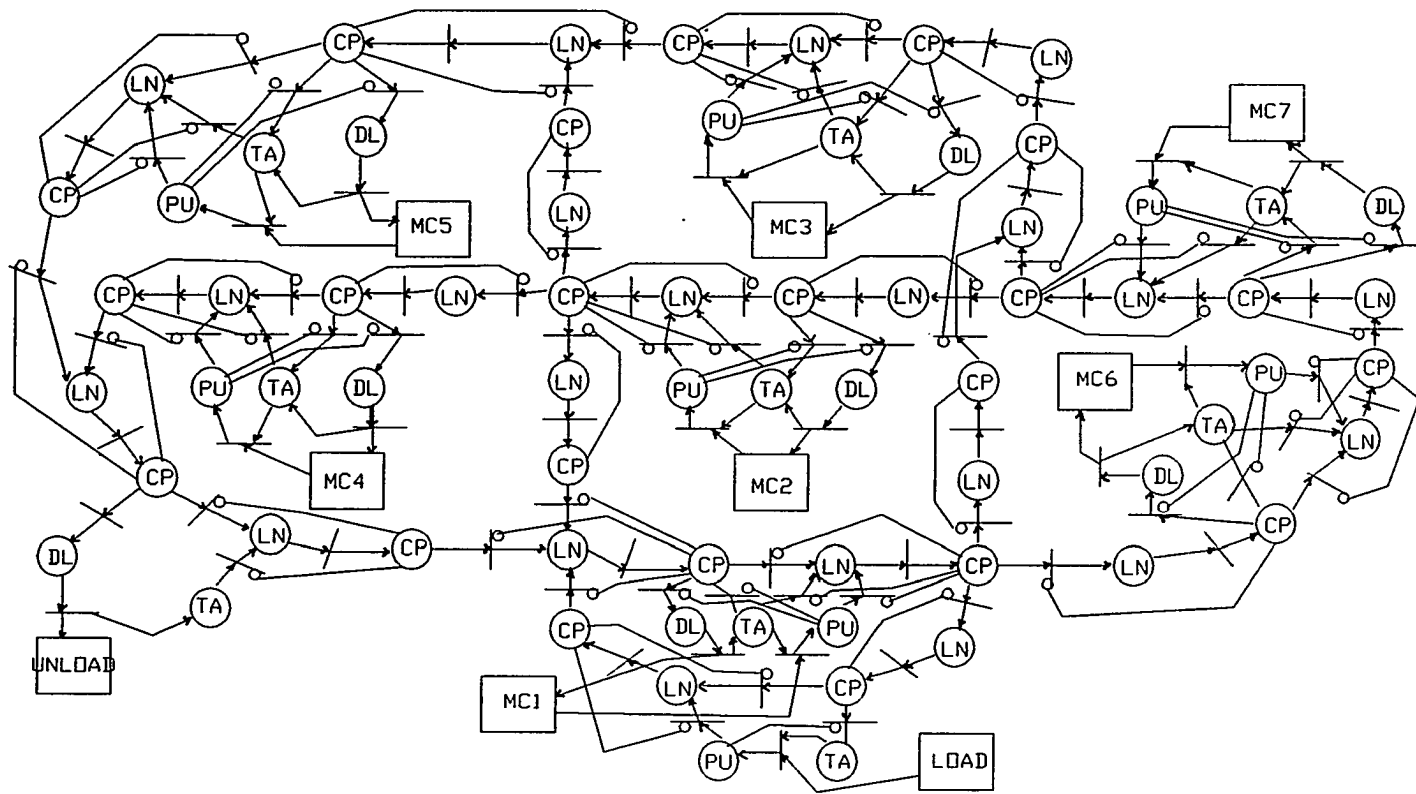 CP LN CP LN CP LN
LN
MC7
CP PU CP
DL TA TA DL
CP PU LN PU TA DL
MC5 LN MC3 LN
CP LN CP LN CP LN CP LN CP LN CP LN
MC6 PU CP
LN PU TA DL LN PU TA DL CP
TA LN
CP MC4 CP MC2 LN DL
CP
DL LN CP LN CP LN CP LN
TA CP DL TA PU LN
UNLOAD
MC1 LN CP
PU TA LOAD